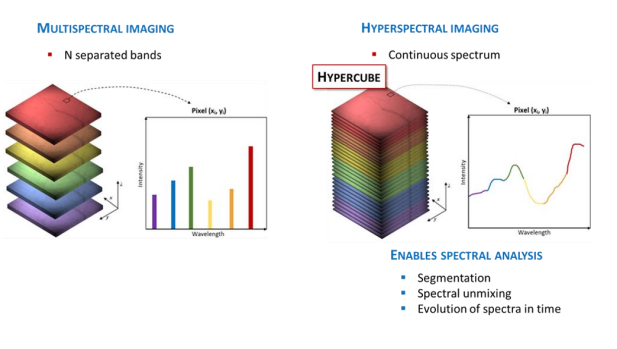 MULTISPECTRAL IMAGING
N separated bands
Pixel (xᵢ, yᵢ)
Intensity
Wavelength
z
x
y
HYPERSPECTRAL IMAGING
Continuous spectrum
HYPERCUBE
Pixel (xᵢ, yᵢ)
Intensity
Wavelength
z
x
y
ENABLES SPECTRAL ANALYSIS
Segmentation
Spectral unmixing
Evolution of spectra in time